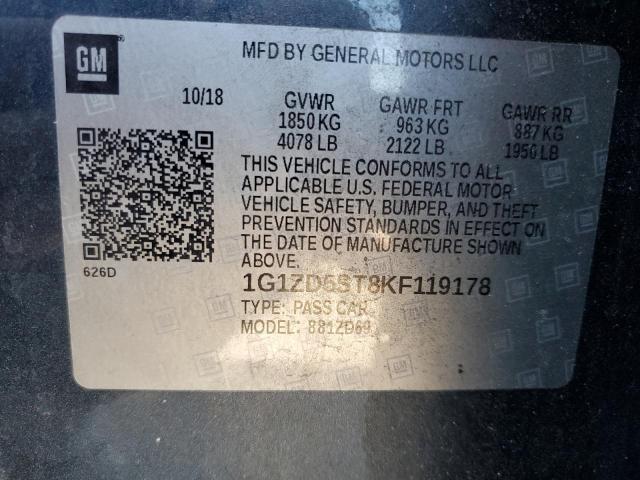 GM
MFD BY GENERAL MOTORS LLC
10/18 GVWR GAWR FRT GAWR RR
1850 KG 963 KG 887 KG
4078 LB 2122 LB 1950 LB
THIS VEHICLE CONFORMS TO ALL
APPLICABLE U.S. FEDERAL MOTOR
VEHICLE SAFETY, BUMPER, AND THEFT
PREVENTION STANDARDS IN EFFECT ON
THE DATE OF MANUFACTURE SHOWN
ABOVE.
626D
1G1ZD5ST8KF119178
TYPE: PASS CAR
MODEL: 881ZD69